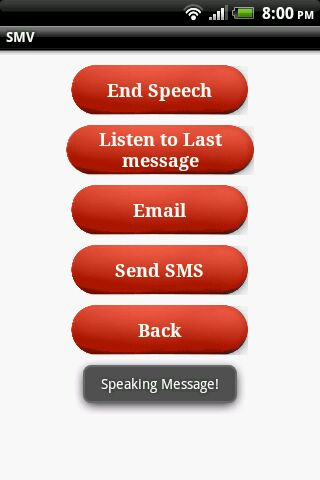 8:00 PM
SMV
End Speech
Listen to Last
message
Email
Send SMS
Back
Speaking Message!